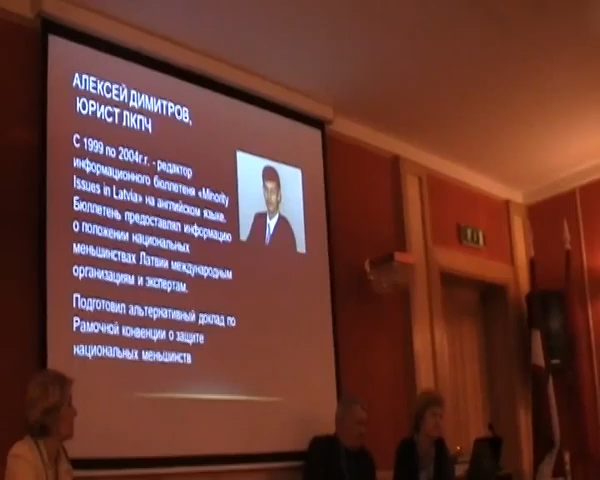 АЛЕКСЕЙ ДИМИТРОВ,
ЮРИСТ ЛКПЧ
С 1999 по 2004г.г. - редактор
информационного бюллетеня «Minority
Issues in Latvia» на английском языке.
Бюллетень предоставлял информацию
о положении национальных
меньшинствах Латвии международным
организациям и экспертам.
Подготовил альтернативный доклад по
Рамочной конвенции о защите
национальных меньшинств